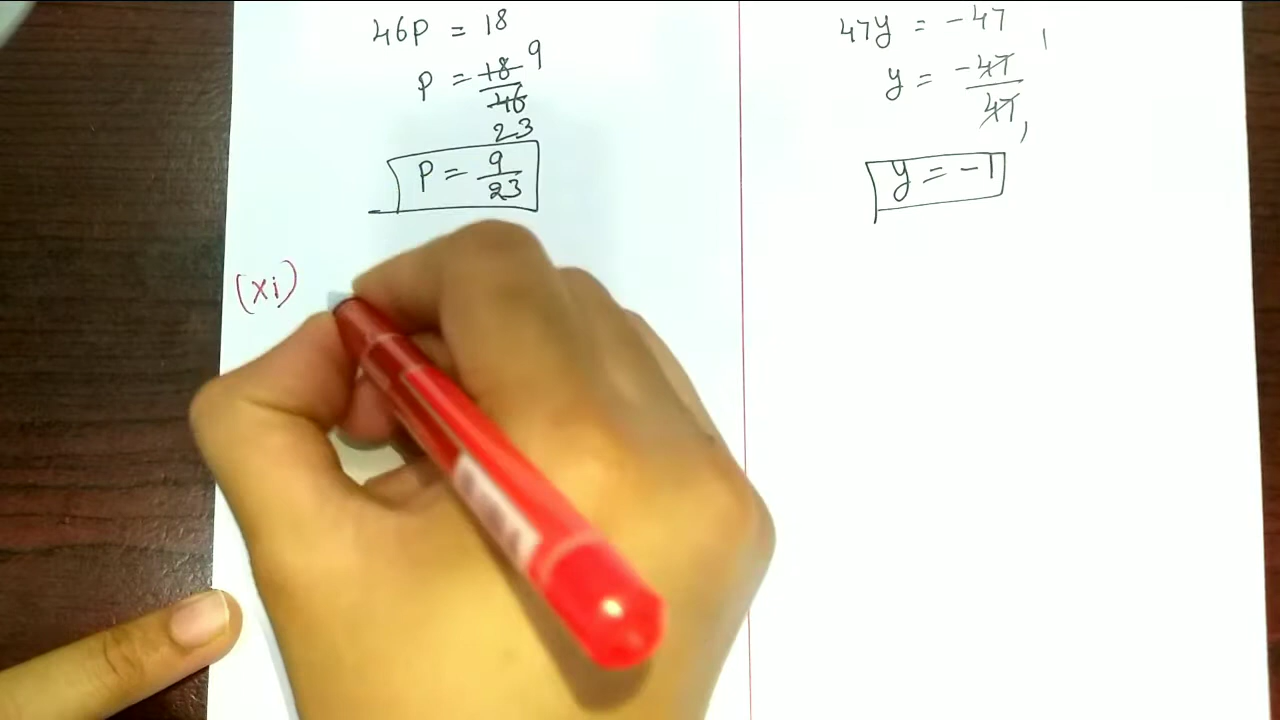 46P = 18
P = 18/46 9 23
P = 9/23
(xi)
47y = -47
y = -47/47 1 1
y = -1